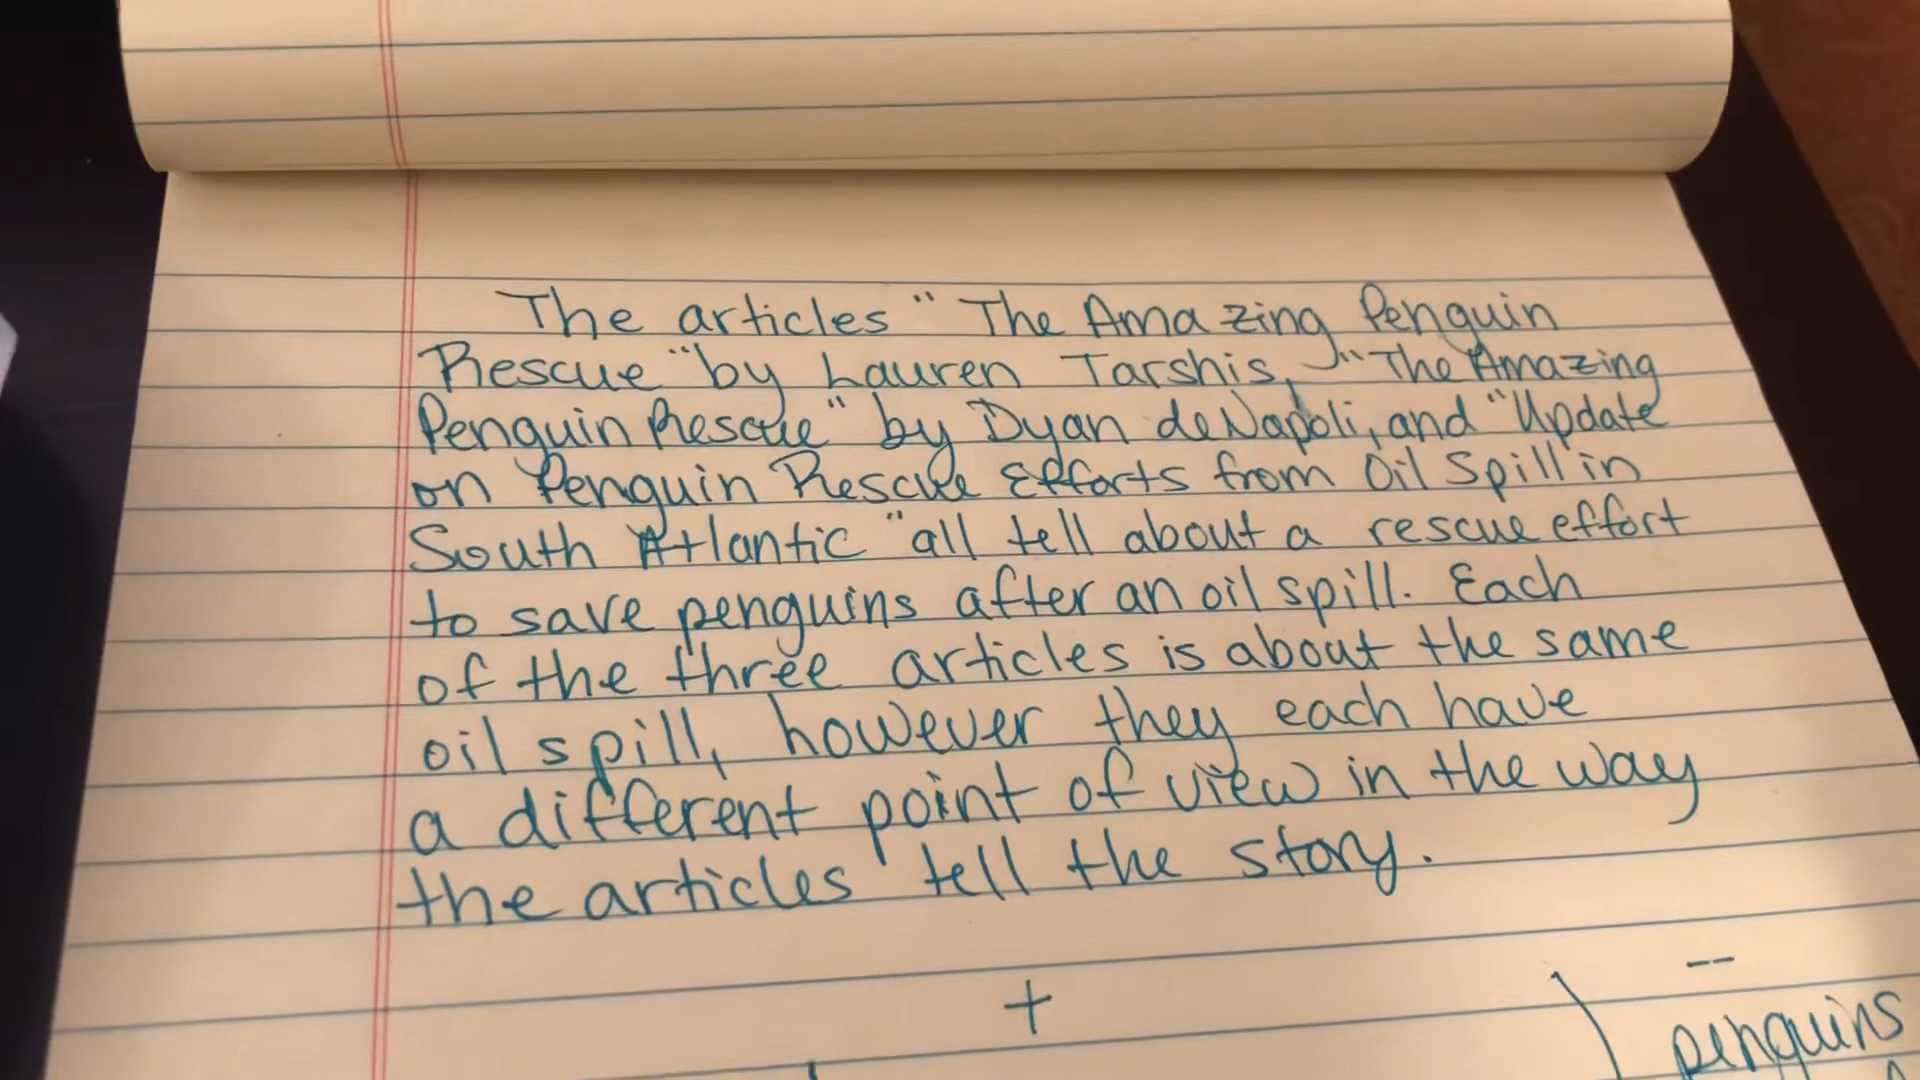 The articles "The Amazing Penguin
Rescue" by Lauren Tarshis, "The Amazing
Penguin Rescue" by Dyan deNapoli, and "Update
on Penguin Rescue Efforts from Oil Spill in
South Atlantic" all tell about a rescue effort
to save penguins after an oil spill. Each
of the three articles is about the same
oil spill, however they each have
a different point of view in the way
the articles tell the story.
+
--
penguins